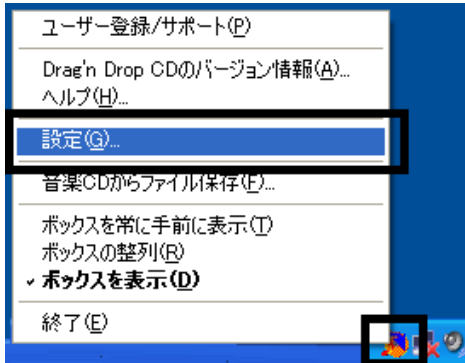 ユーザー登録/サポート(P)
Drag'n Drop CDのバージョン情報(A)...
ヘルプ(H)...
設定(G)...
音楽CDからファイル保存(F)...
ボックスを常に手前に表示(T)
ボックスの整列(R)
ボックスを表示(D)
終了(E)